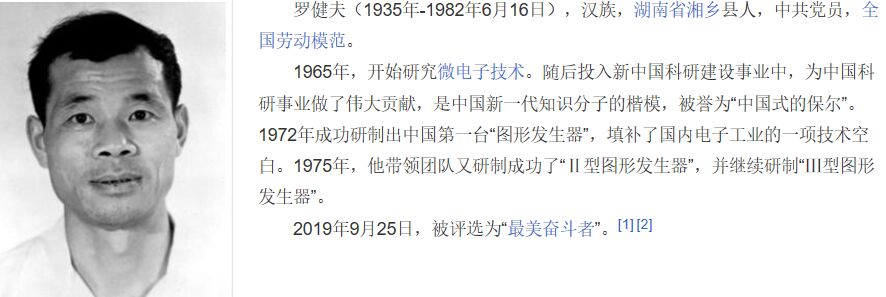 罗健夫（1935年-1982年6月16日），汉族，湖南省湘乡县人，中共党员，全
国劳动模范。
1965年，开始研究微电子技术。随后投入新中国科研建设事业中，为中国科
研事业做了伟大贡献，是中国新一代知识分子的楷模，被誉为“中国式的保尔”。
1972年成功研制出中国第一台“图形发生器”，填补了国内电子工业的一项技术空
白。1975年，他带领团队又研制成功了“Ⅱ型图形发生器”，并继续研制“III型图形
发生器”。
2019年9月25日，被评选为“最美奋斗者”。[1][2]